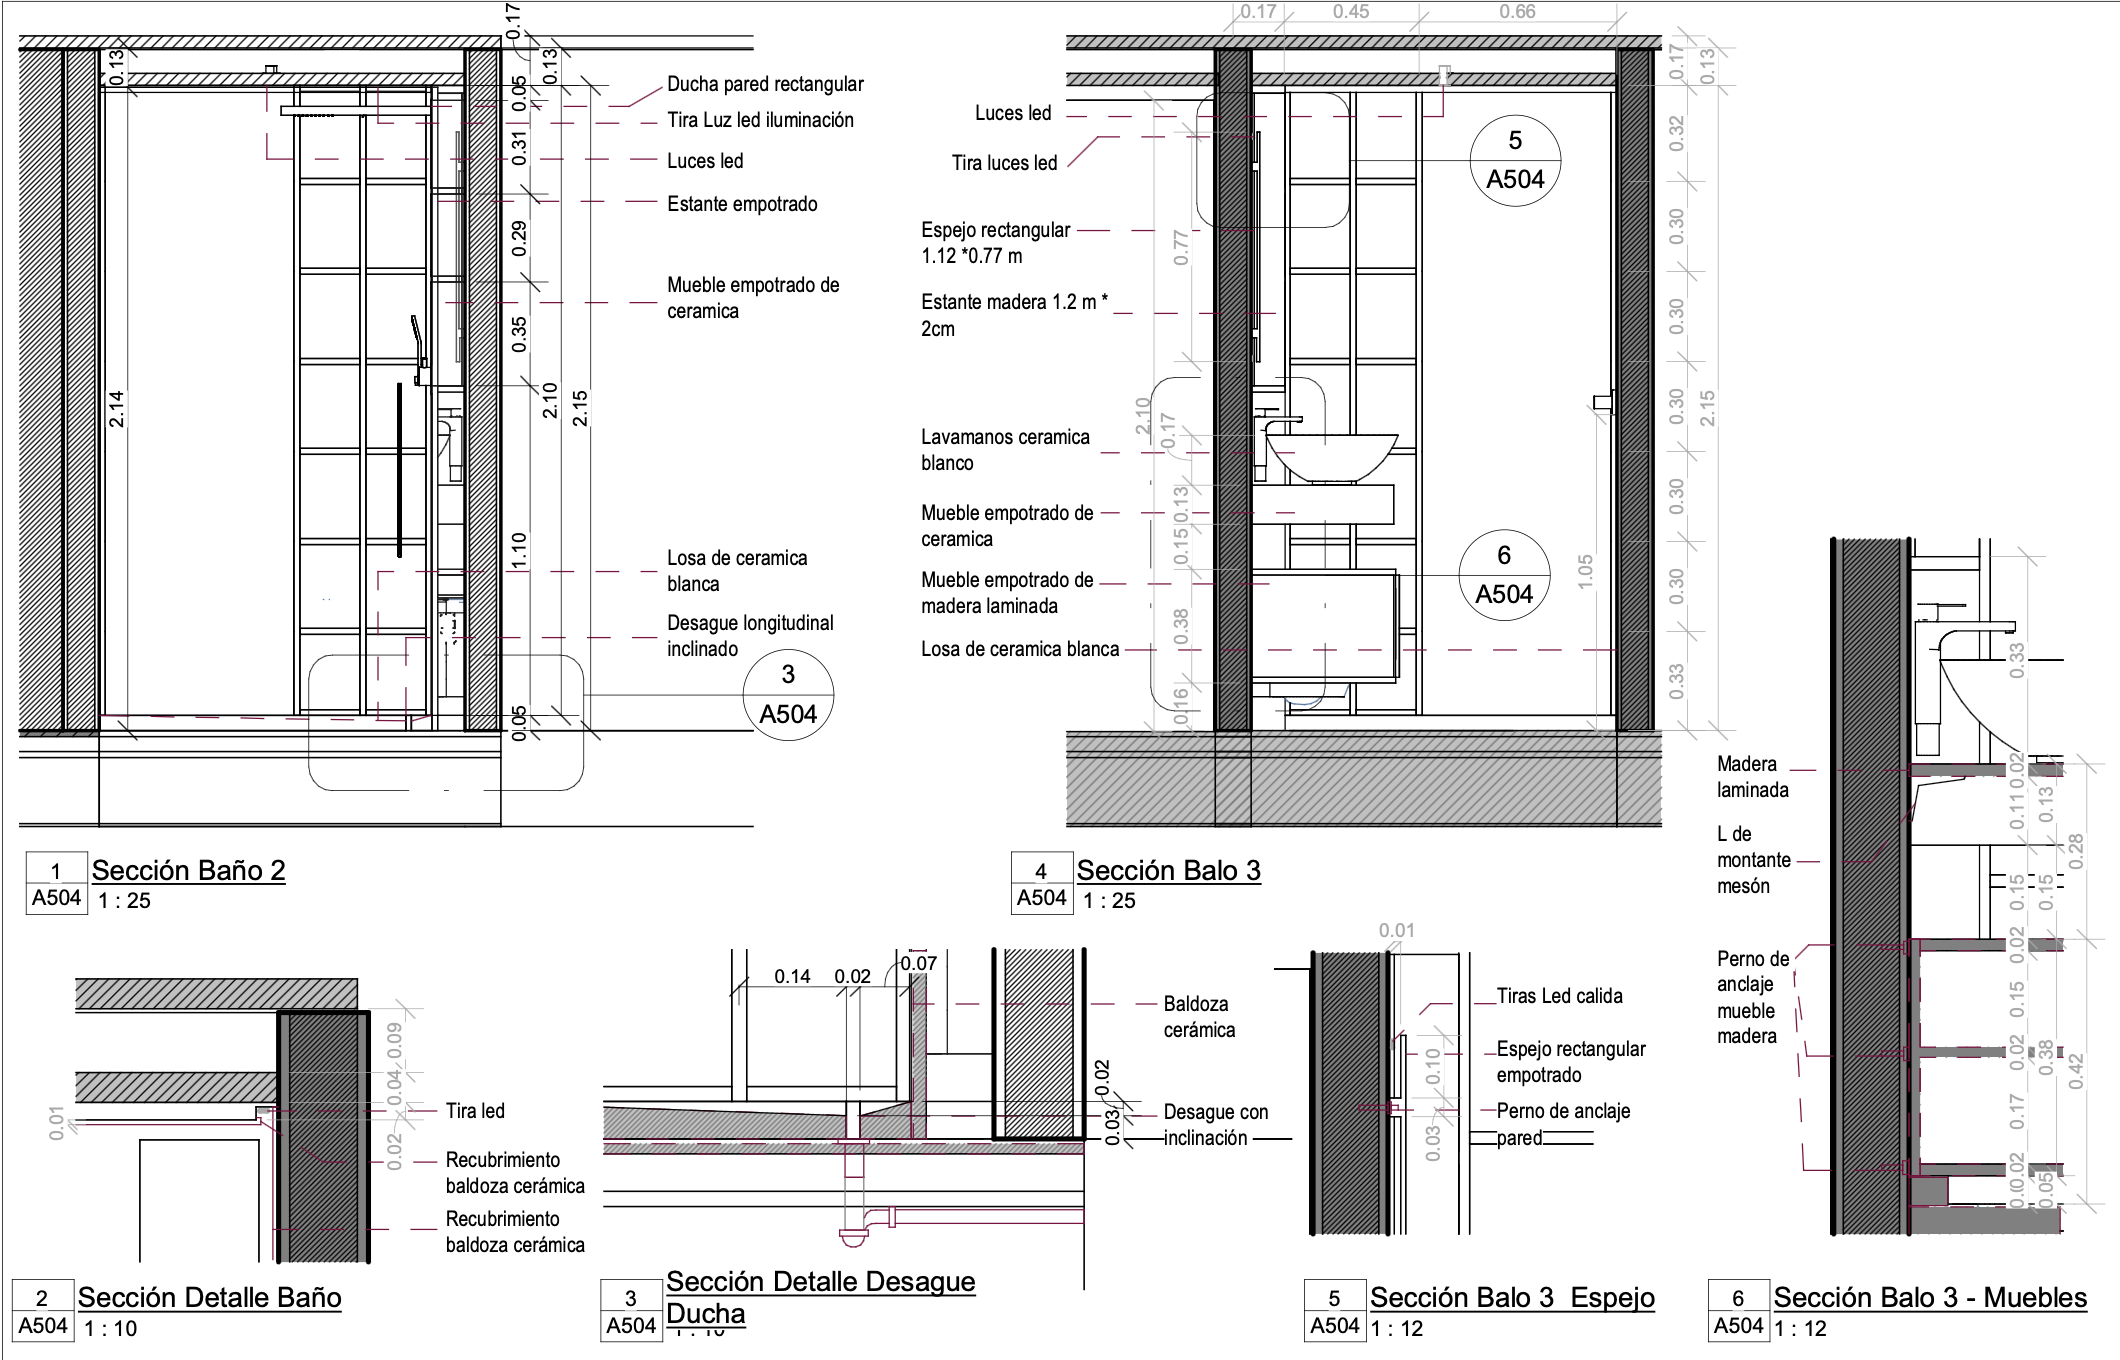 0.17
0.13
0.13
0.05
0.31
0.29
0.35
2.14
2.10
2.15
1.10
0.05
Ducha pared rectangular
Tira Luz led iluminación
Luces led
Estante empotrado
Mueble empotrado de
ceramica
Losa de ceramica
blanca
Desague longitudinal
inclinado
3
A504
1
A504
Sección Baño 2
1 : 25
0.17
0.45
0.66
0.17
0.13
0.32
0.30
0.30
0.30
2.15
0.30
0.30
0.33
1.05
Luces led
Tira luces led
Espejo rectangular
1.12 *0.77 m
Estante madera 1.2 m *
2cm
Lavamanos ceramica
blanco
Mueble empotrado de
ceramica
Mueble empotrado de
madera laminada
Losa de ceramica blanca
0.77
2.10
0.17
0.13
0.15
0.38
0.16
5
A504
6
A504
4
A504
Sección Balo 3
1 : 25
0.09
0.04
0.01
0.02
Tira led
Recubrimiento
baldoza cerámica
Recubrimiento
baldoza cerámica
2
A504
Sección Detalle Baño
1 : 10
0.14
0.02
0.07
0.02
0.03
Baldoza
cerámica
Desague con
inclinación
3
A504
Sección Detalle Desague
Ducha
0.01
0.10
0.03
Tiras Led calida
Espejo rectangular
empotrado
Perno de anclaje
pared
5
A504
Sección Balo 3  Espejo
1 : 12
Madera
laminada
L de
montante
mesón
Perno de
anclaje
mueble
madera
0.33
0.02
0.11
0.13
0.28
0.15
0.15
0.02
0.15
0.02
0.38
0.42
0.17
0.02
0.05
6
A504
Sección Balo 3 - Muebles
1 : 12